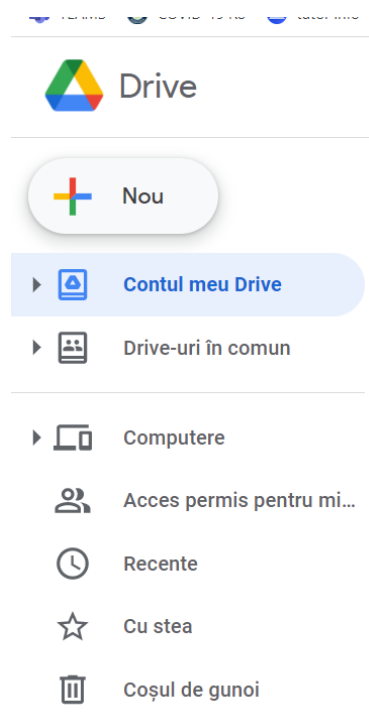 Drive
Nou
Contul meu Drive
Drive-uri în comun
Computere
Acces permis pentru mi...
Recente
Cu stea
Coșul de gunoi